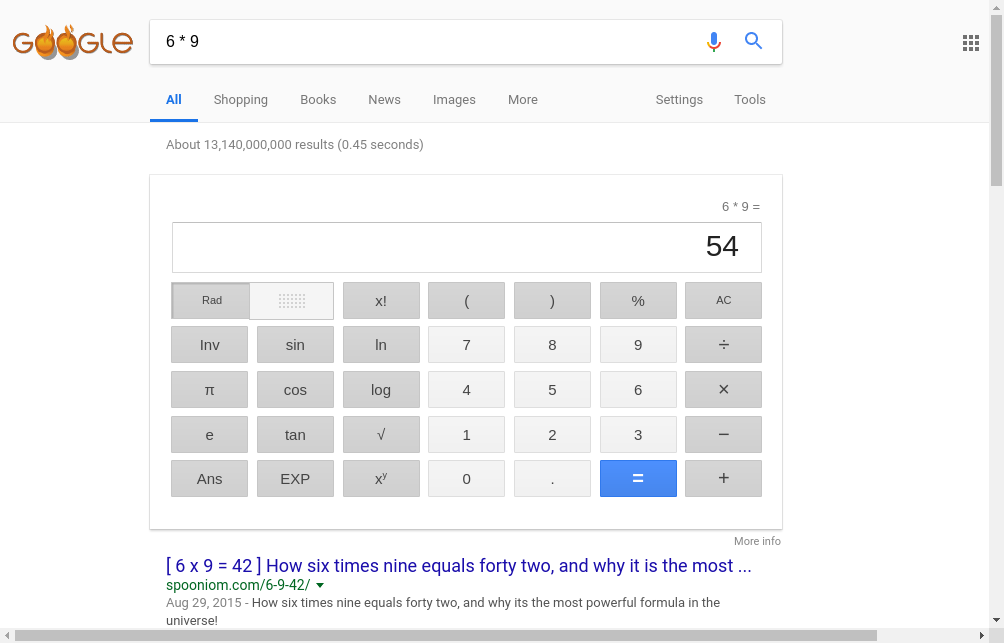 GOOGLE
6 * 9
All Shopping Books News Images More Settings Tools
About 13,140,000,000 results (0.45 seconds)
6 * 9 =
54
Rad x! ( ) % AC
Inv sin ln 7 8 9 ÷
π cos log 4 5 6 ×
e tan √ 1 2 3 −
Ans EXP xʸ 0 . = +
More info
[ 6 x 9 = 42 ] How six times nine equals forty two, and why it is the most ...
spooniom.com/6-9-42/
Aug 29, 2015 - How six times nine equals forty two, and why its the most powerful formula in the
universe!